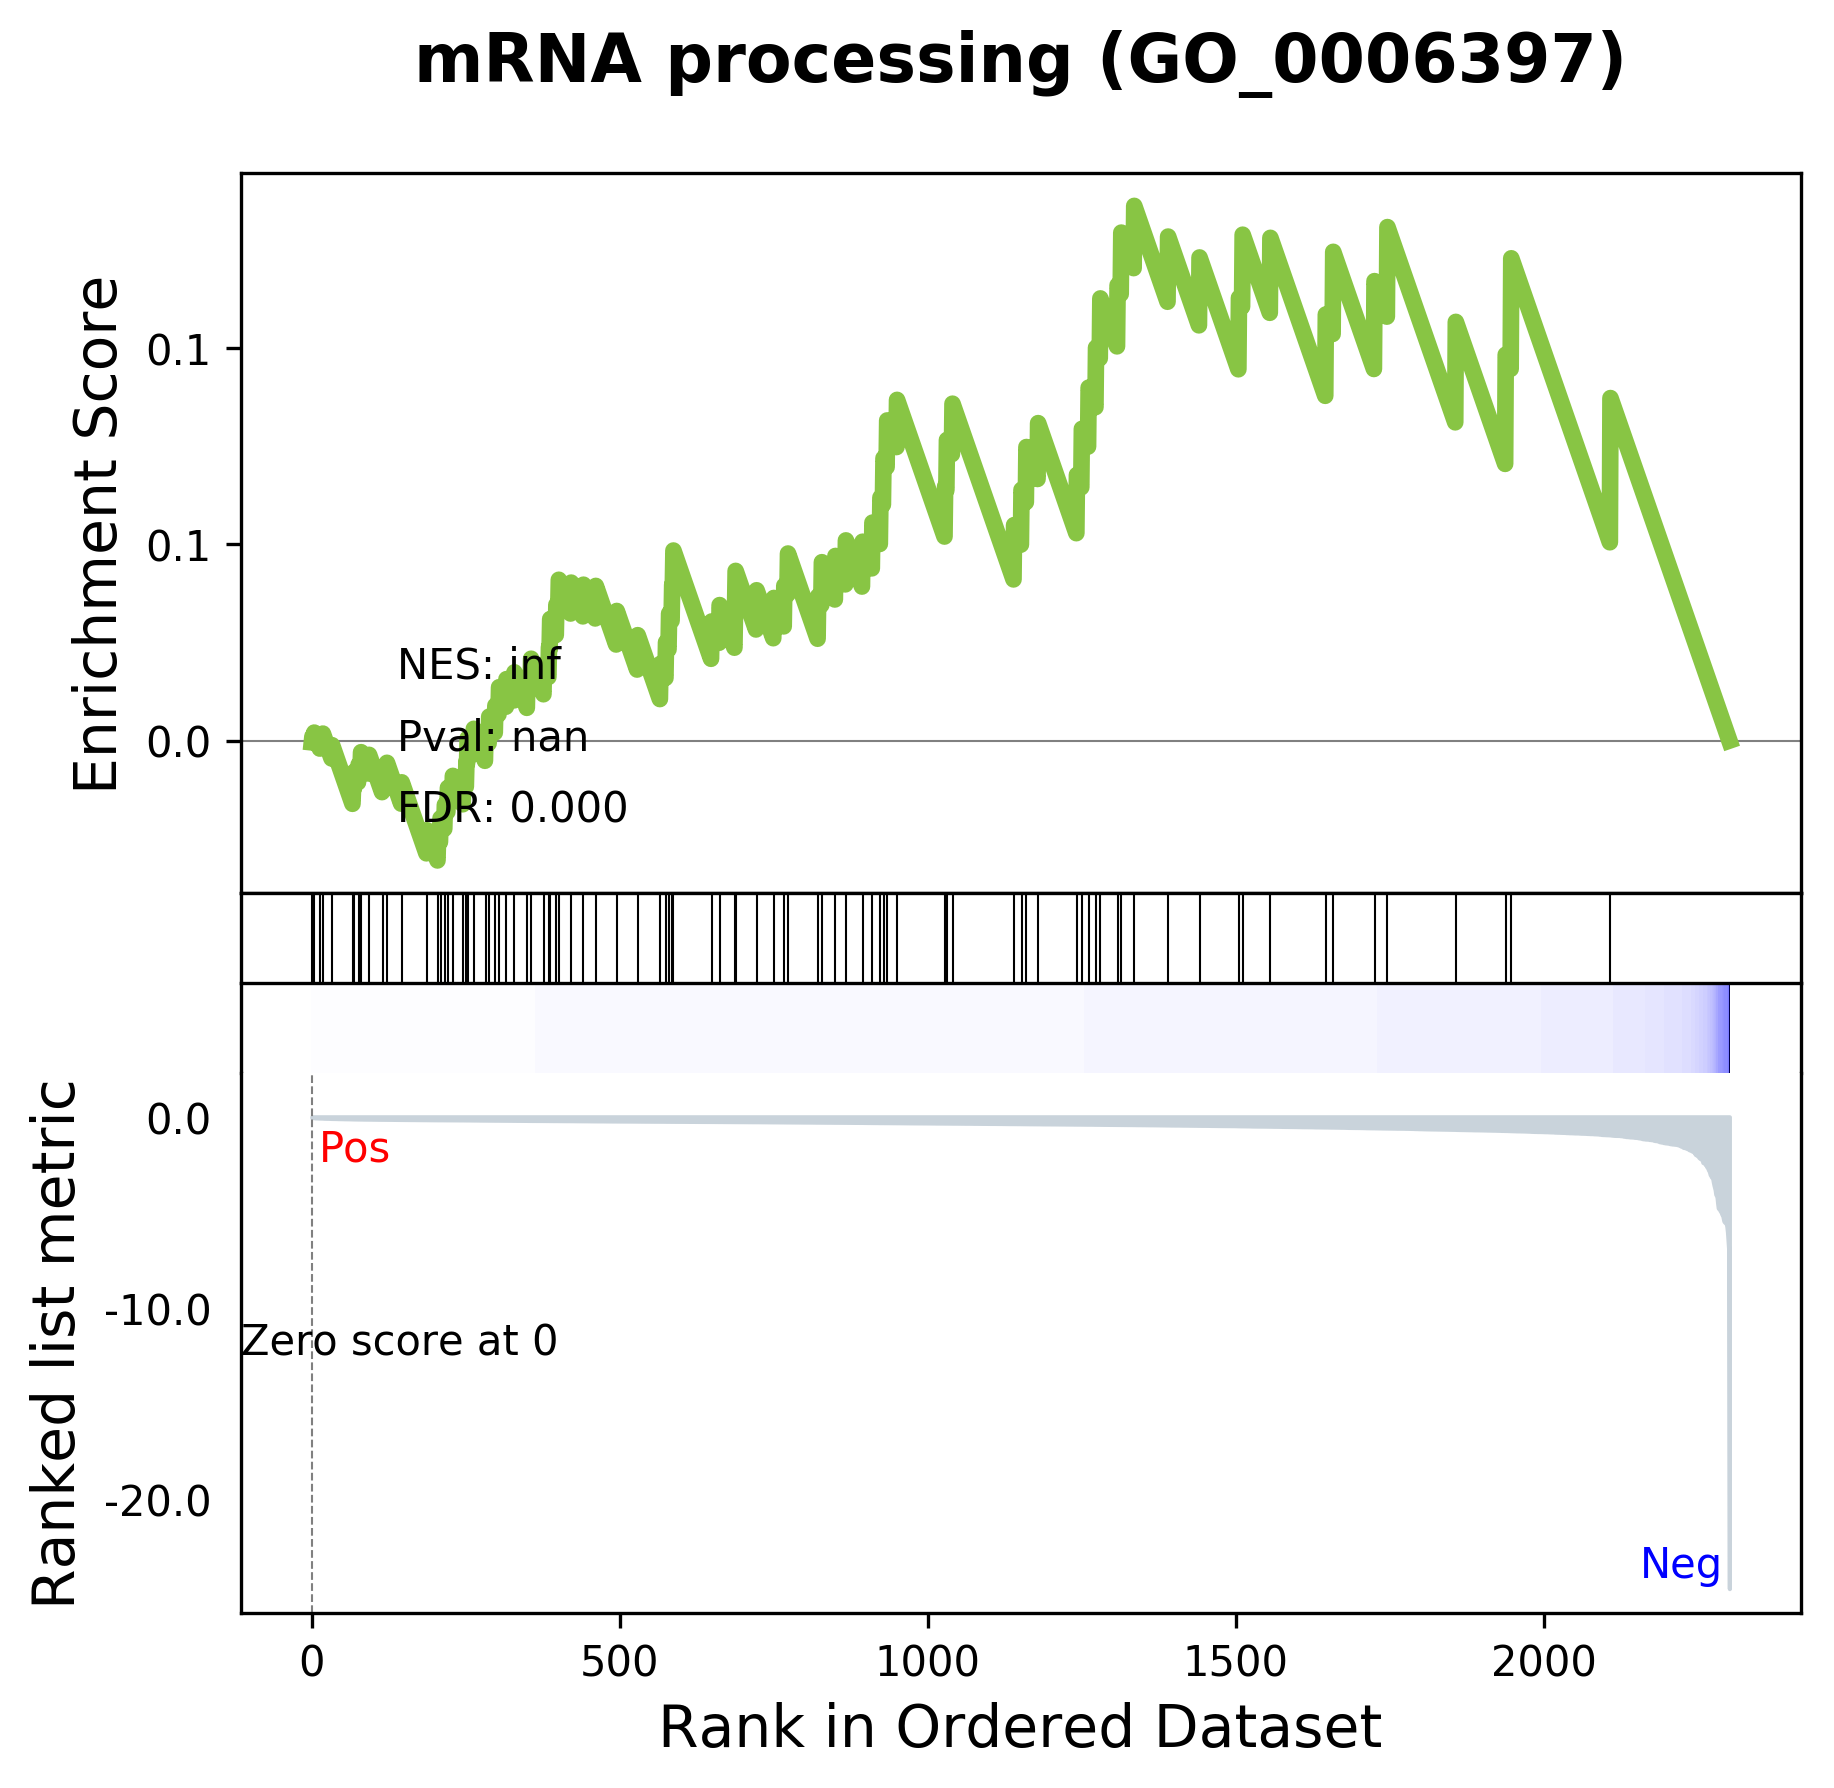 mRNA processing (GO_0006397)
Enrichment Score
0.1
0.1
0.0
NES: inf
Pval: nan
FDR: 0.000
Ranked list metric
0.0
-10.0
-20.0
Pos
Zero score at 0
Neg
0 500 1000 1500 2000
Rank in Ordered Dataset